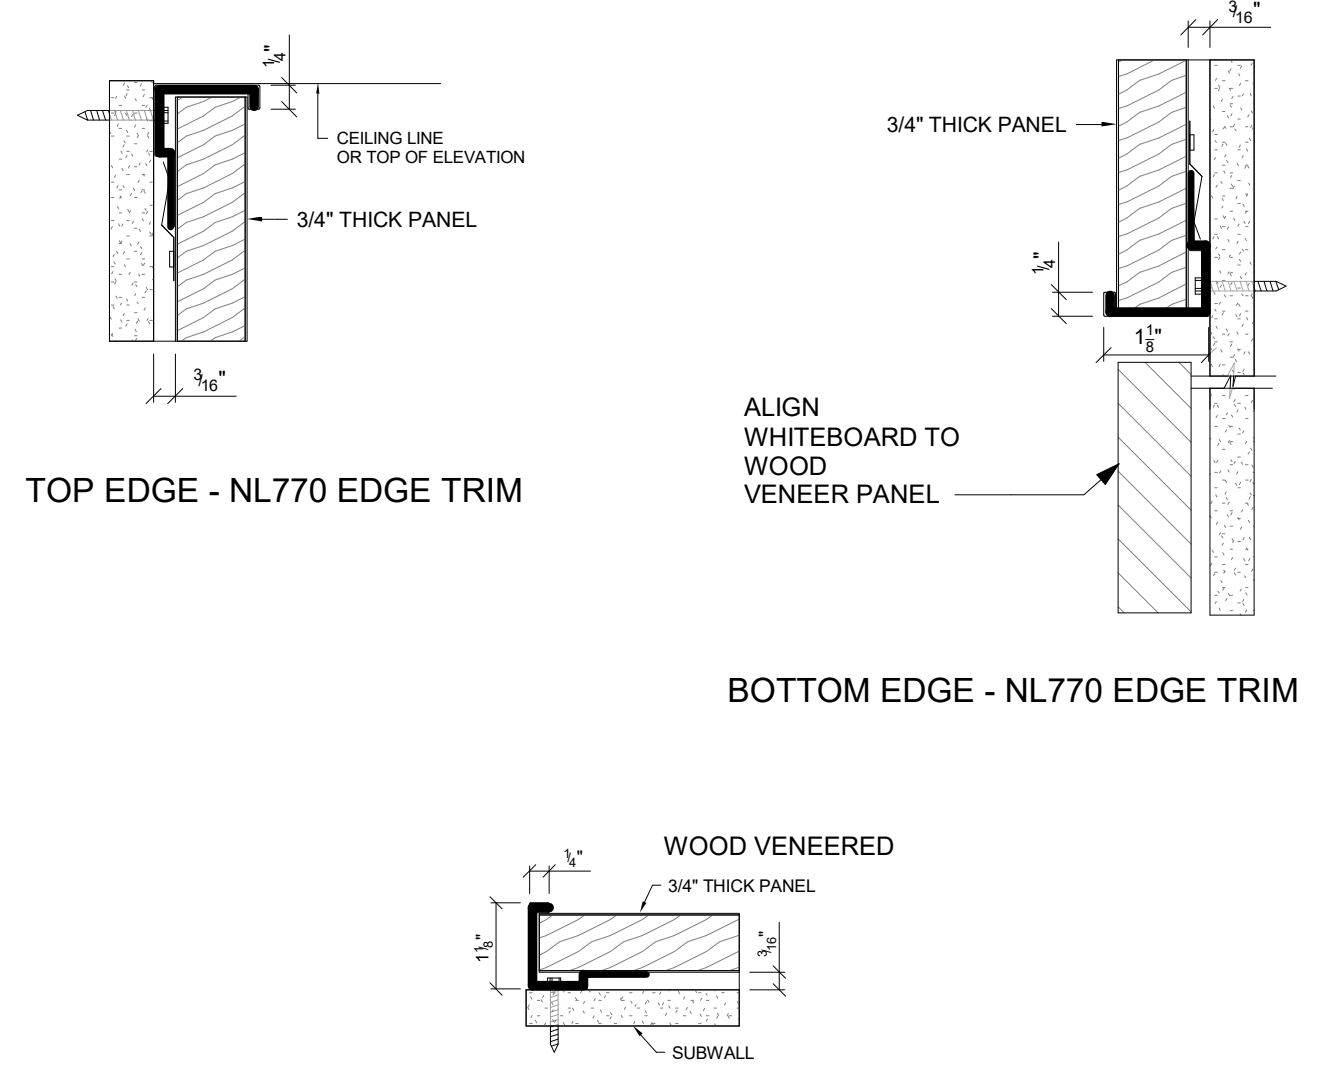 1/4"
CEILING LINE
OR TOP OF ELEVATION
3/4" THICK PANEL
3/16"
TOP EDGE - NL770 EDGE TRIM
3/16"
3/4" THICK PANEL
1/4"
1 1/8"
ALIGN
WHITEBOARD TO
WOOD
VENEER PANEL
BOTTOM EDGE - NL770 EDGE TRIM
WOOD VENEERED
1/4"
3/4" THICK PANEL
1 1/8"
3/16"
SUBWALL